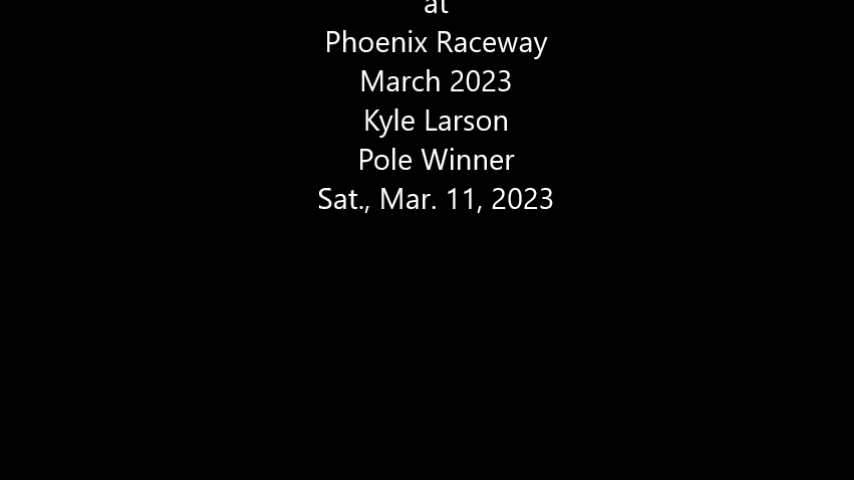 at
Phoenix Raceway
March 2023
Kyle Larson
Pole Winner
Sat., Mar. 11, 2023